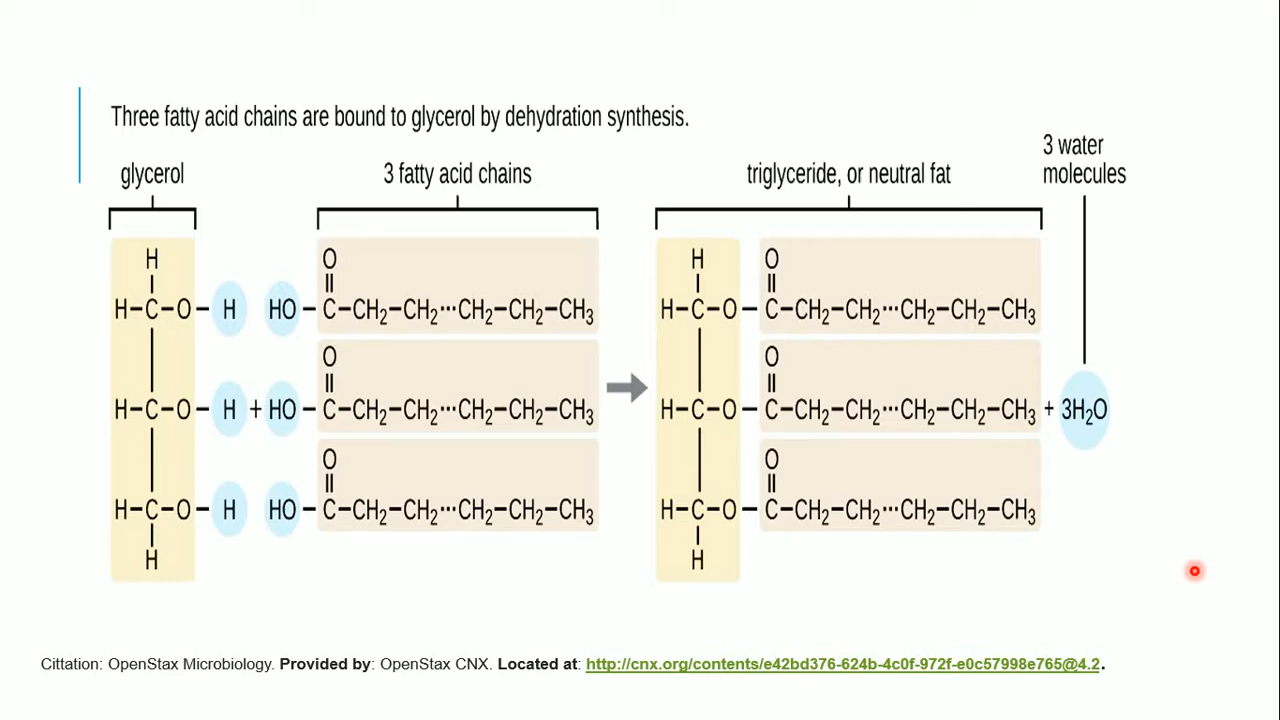 Three fatty acid chains are bound to glycerol by dehydration synthesis.
3 water
molecules
glycerol
3 fatty acid chains
triglyceride, or neutral fat
H
O
H
O
H–C–O–H HO–C–CH₂–CH₂···CH₂–CH₂–CH₃
H–C–O–C–CH₂–CH₂···CH₂–CH₂–CH₃
O
O
H–C–O–H + HO–C–CH₂–CH₂···CH₂–CH₂–CH₃
H–C–O–C–CH₂–CH₂···CH₂–CH₂–CH₃ + 3H₂O
O
O
H–C–O–H HO–C–CH₂–CH₂···CH₂–CH₂–CH₃
H–C–O–C–CH₂–CH₂···CH₂–CH₂–CH₃
H
H
Cittation: OpenStax Microbiology. Provided by: OpenStax CNX. Located at: http://cnx.org/contents/e42bd376-624b-4c0f-972f-e0c57998e765@4.2.